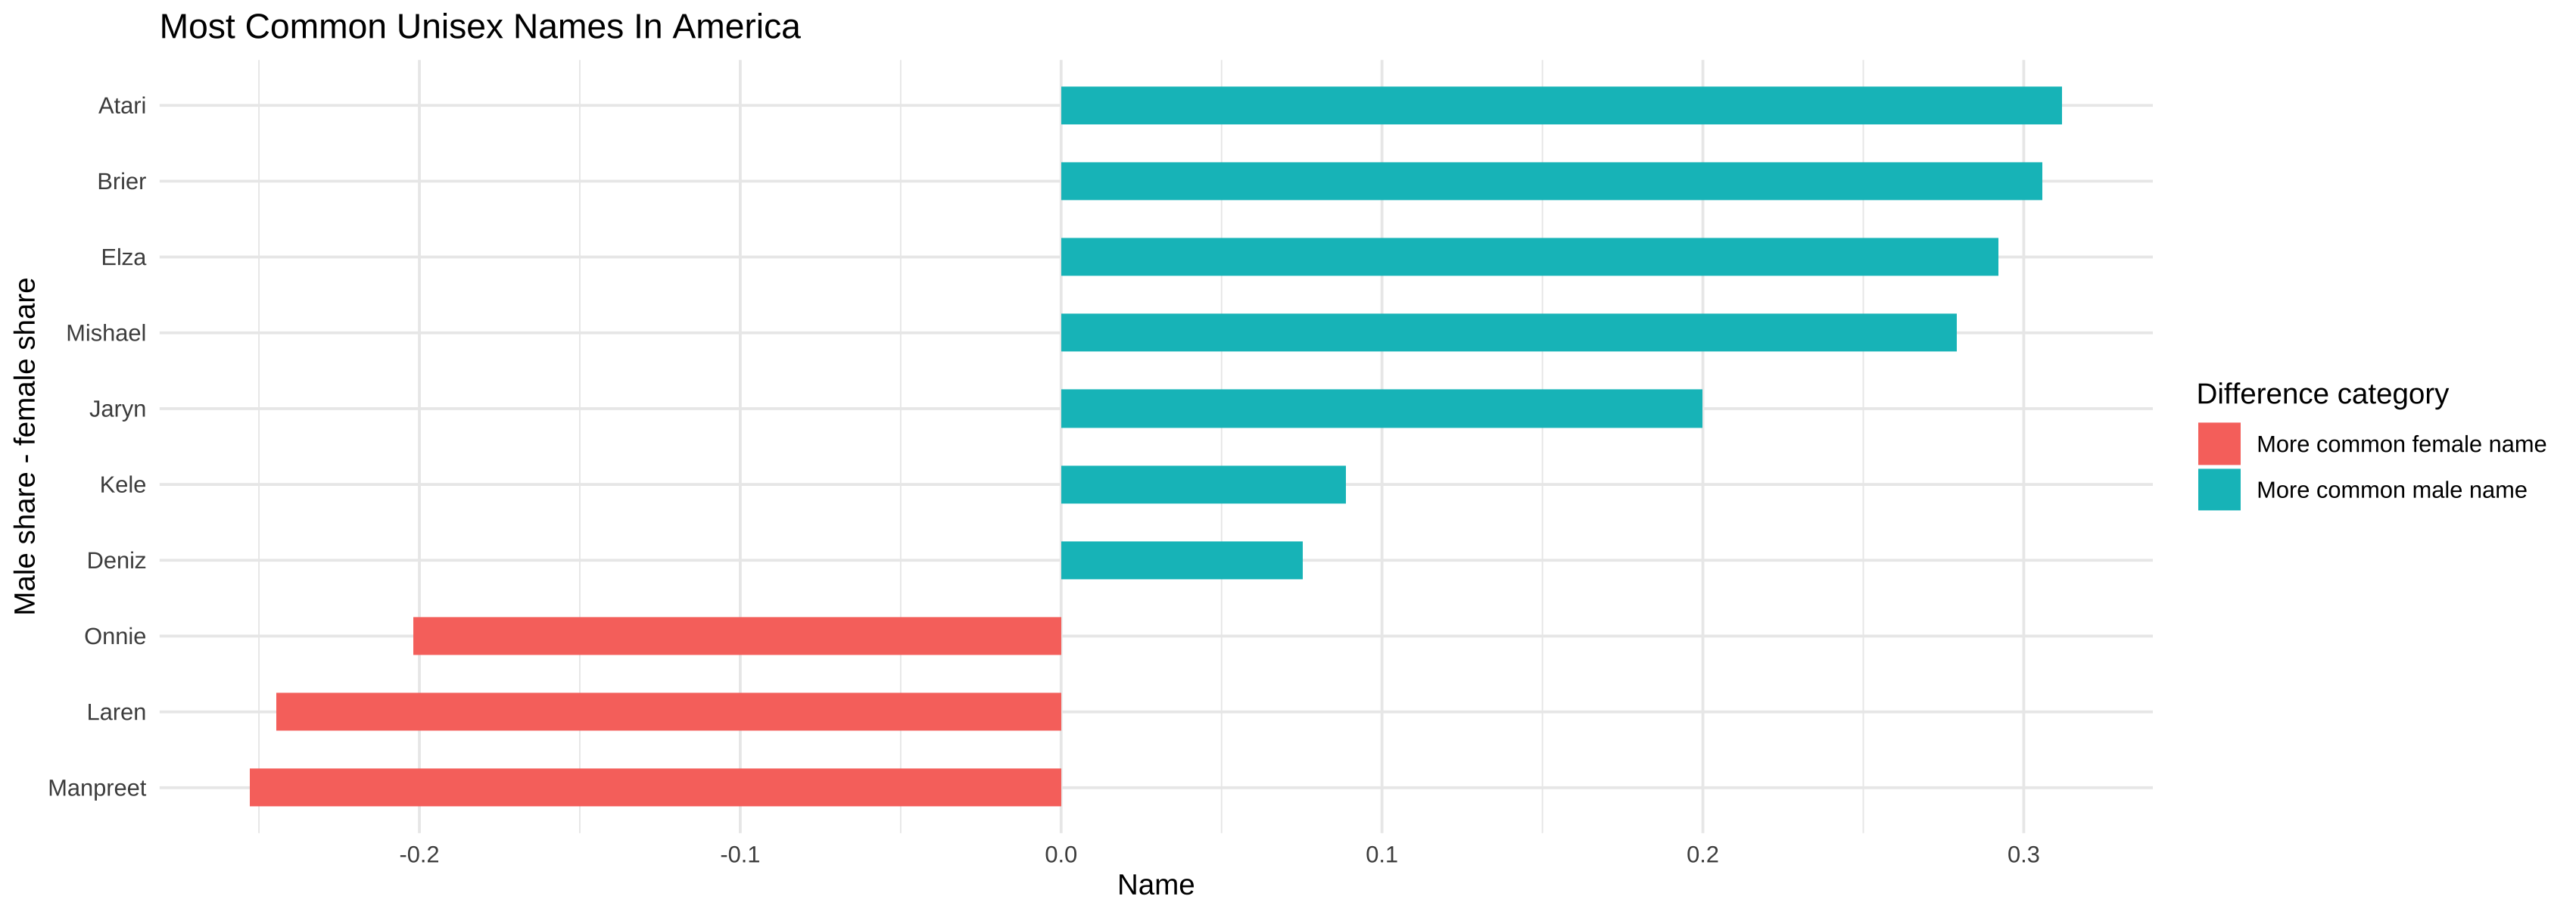 Most Common Unisex Names In America
Male share - female share
Atari
Brier
Elza
Mishael
Jaryn
Kele
Deniz
Onnie
Laren
Manpreet
-0.2
-0.1
0.0
0.1
0.2
0.3
Name
Difference category
More common female name
More common male name